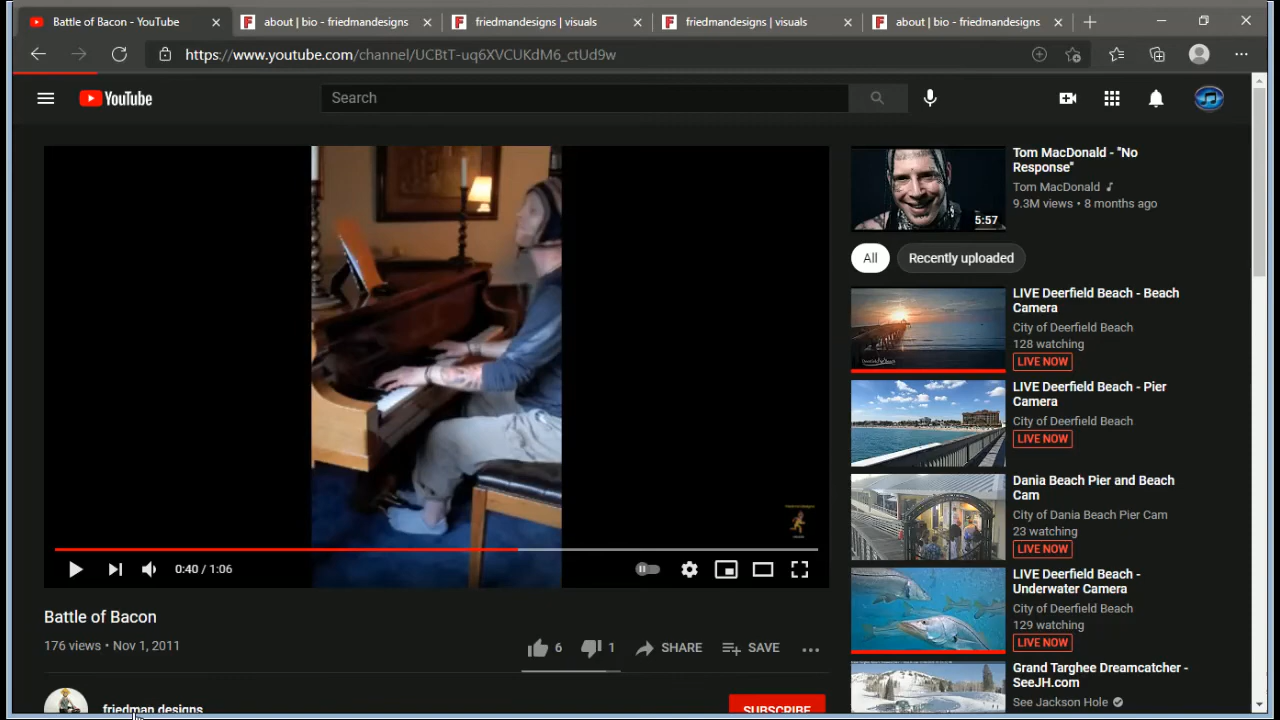 Battle of Bacon - YouTube
about | bio - friedmandesigns
friedmandesigns | visuals
friedmandesigns | visuals
about | bio - friedmandesigns
https://www.youtube.com/channel/UCBtT-uq6XVCUKdM6_ctUd9w
YouTube
Search
Tom MacDonald - "No
Response"
Tom MacDonald
9.3M views • 8 months ago
5:57
All
Recently uploaded
LIVE Deerfield Beach - Beach
Camera
City of Deerfield Beach
128 watching
LIVE NOW
LIVE Deerfield Beach - Pier
Camera
City of Deerfield Beach
LIVE NOW
Dania Beach Pier and Beach
Cam
City of Dania Beach Pier Cam
23 watching
LIVE NOW
LIVE Deerfield Beach -
Underwater Camera
City of Deerfield Beach
129 watching
LIVE NOW
Grand Targhee Dreamcatcher -
SeeJH.com
See Jackson Hole
0:40 / 1:06
Battle of Bacon
176 views • Nov 1, 2011
6
1
SHARE
SAVE
friedman designs
SUBSCRIBE